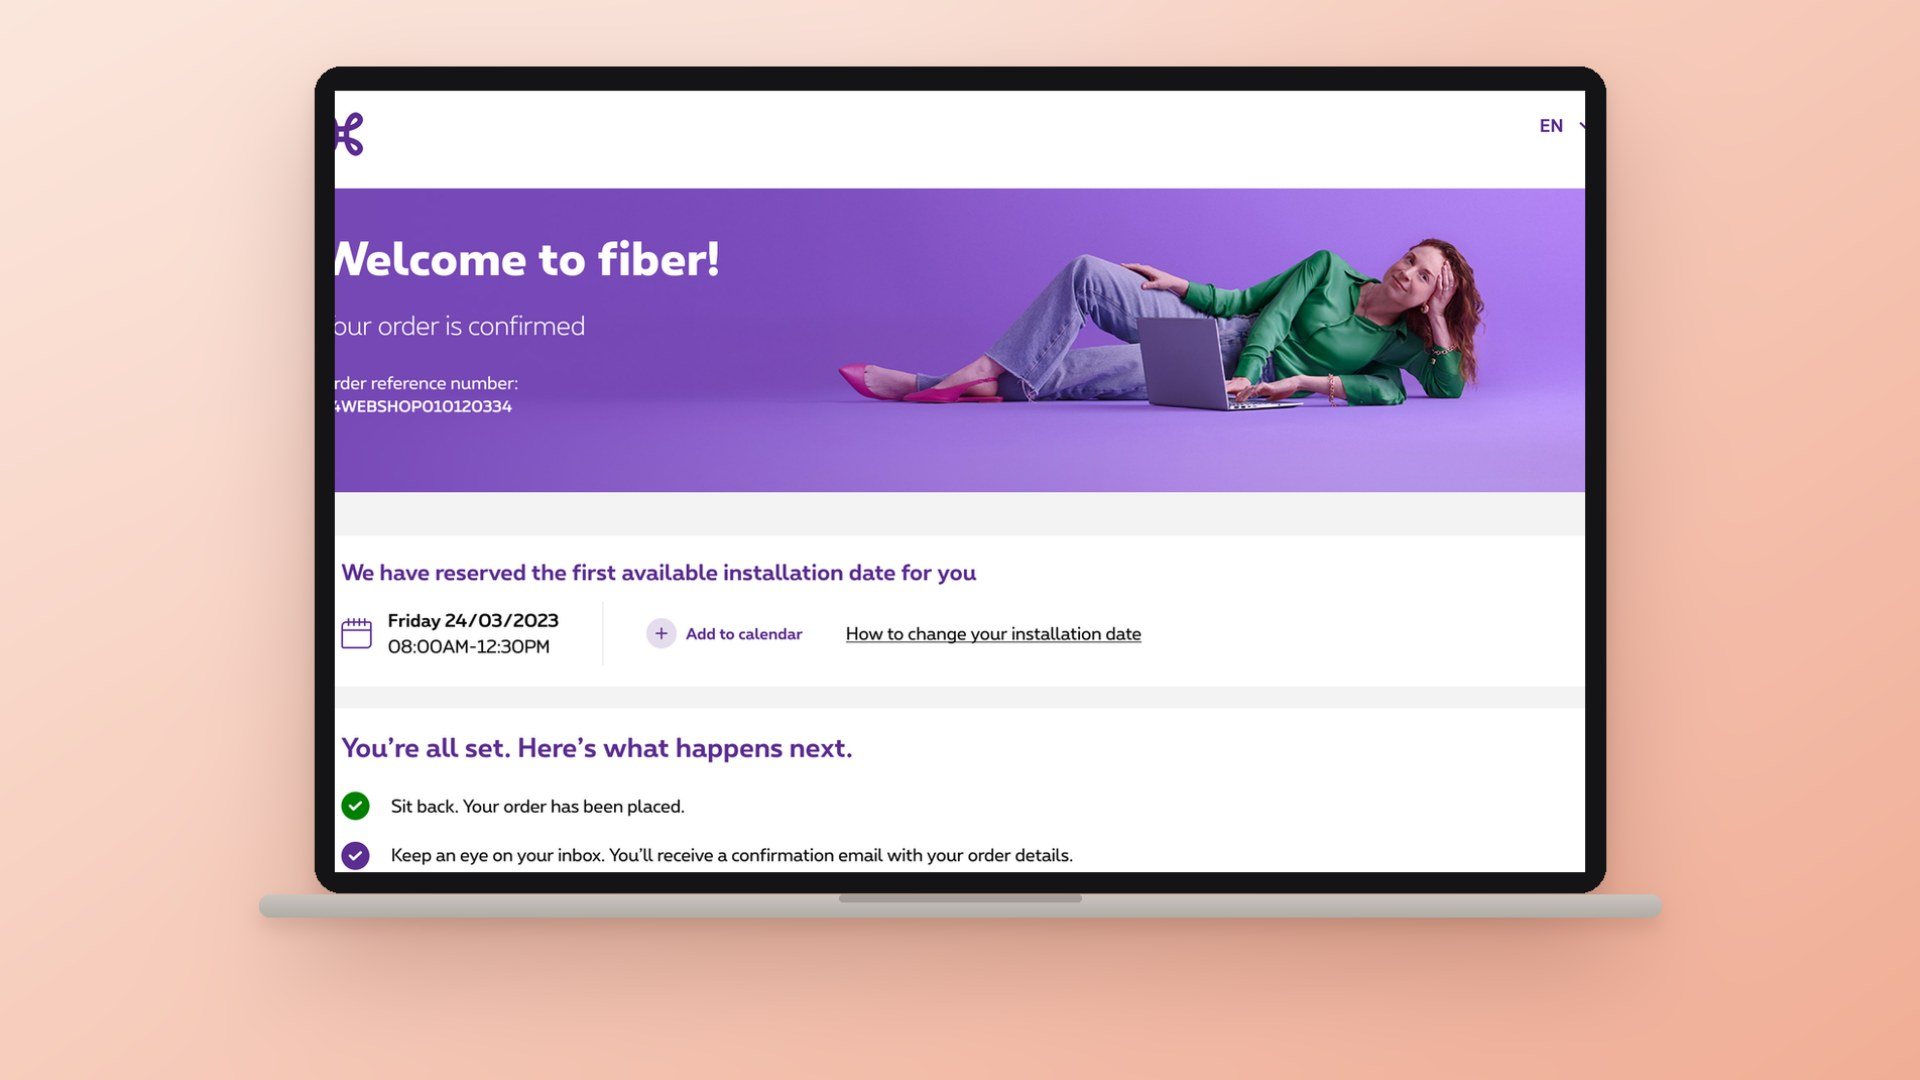 EN
Welcome to fiber!
our order is confirmed
rder reference number:
4WEBSHOP010120334
We have reserved the first available installation date for you
Friday 24/03/2023
08:00AM-12:30PM
Add to calendar
How to change your installation date
You’re all set. Here’s what happens next.
Sit back. Your order has been placed.
Keep an eye on your inbox. You’ll receive a confirmation email with your order details.